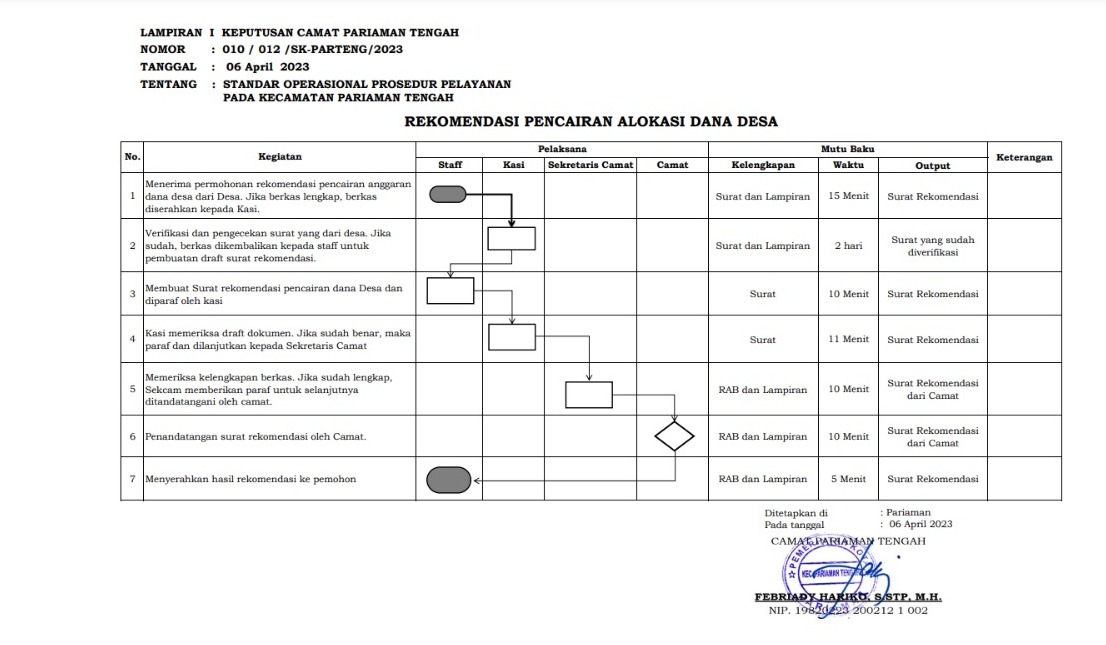 LAMPIRAN I KEPUTUSAN CAMAT PARIAMAN TENGAH
NOMOR : 010 / 012 /SK-PARTENG/2023
TANGGAL : 06 April 2023
TENTANG : STANDAR OPERASIONAL PROSEDUR PELAYANAN
PADA KECAMATAN PARIAMAN TENGAH
REKOMENDASI PENCAIRAN ALOKASI DANA DESA
No. Kegiatan Pelaksana Mutu Baku Keterangan
Staff Kasi Sekretaris Camat Camat Kelengkapan Waktu Output
1 Menerima permohonan rekomendasi pencairan anggaran
dana desa dari Desa. Jika berkas lengkap, berkas
diserahkan kepada Kasi.
Surat dan Lampiran 15 Menit Surat Rekomendasi
2 Verifikasi dan pengecekan surat yang dari desa. Jika
sudah, berkas dikembalikan kepada staff untuk
pembuatan draft surat rekomendasi.
Surat dan Lampiran 2 hari Surat yang sudah
diverifikasi
3 Membuat Surat rekomendasi pencairan dana Desa dan
diparaf oleh kasi
Surat 10 Menit Surat Rekomendasi
4 Kasi memeriksa draft dokumen. Jika sudah benar, maka
paraf dan dilanjutkan kepada Sekretaris Camat
Surat 11 Menit Surat Rekomendasi
5 Memeriksa kelengkapan berkas. Jika sudah lengkap,
Sekcam memberikan paraf untuk selanjutnya
ditandatangani oleh camat.
RAB dan Lampiran 10 Menit Surat Rekomendasi
dari Camat
6 Penandatangan surat rekomendasi oleh Camat.
RAB dan Lampiran 10 Menit Surat Rekomendasi
dari Camat
7 Menyerahkan hasil rekomendasi ke pemohon
RAB dan Lampiran 5 Menit Surat Rekomendasi
Ditetapkan di : Pariaman
Pada tanggal : 06 April 2023
CAMAT PARIAMAN TENGAH
FEBRIADY HARIKO, S.STP, M.H.
NIP. 19820223 200212 1 002